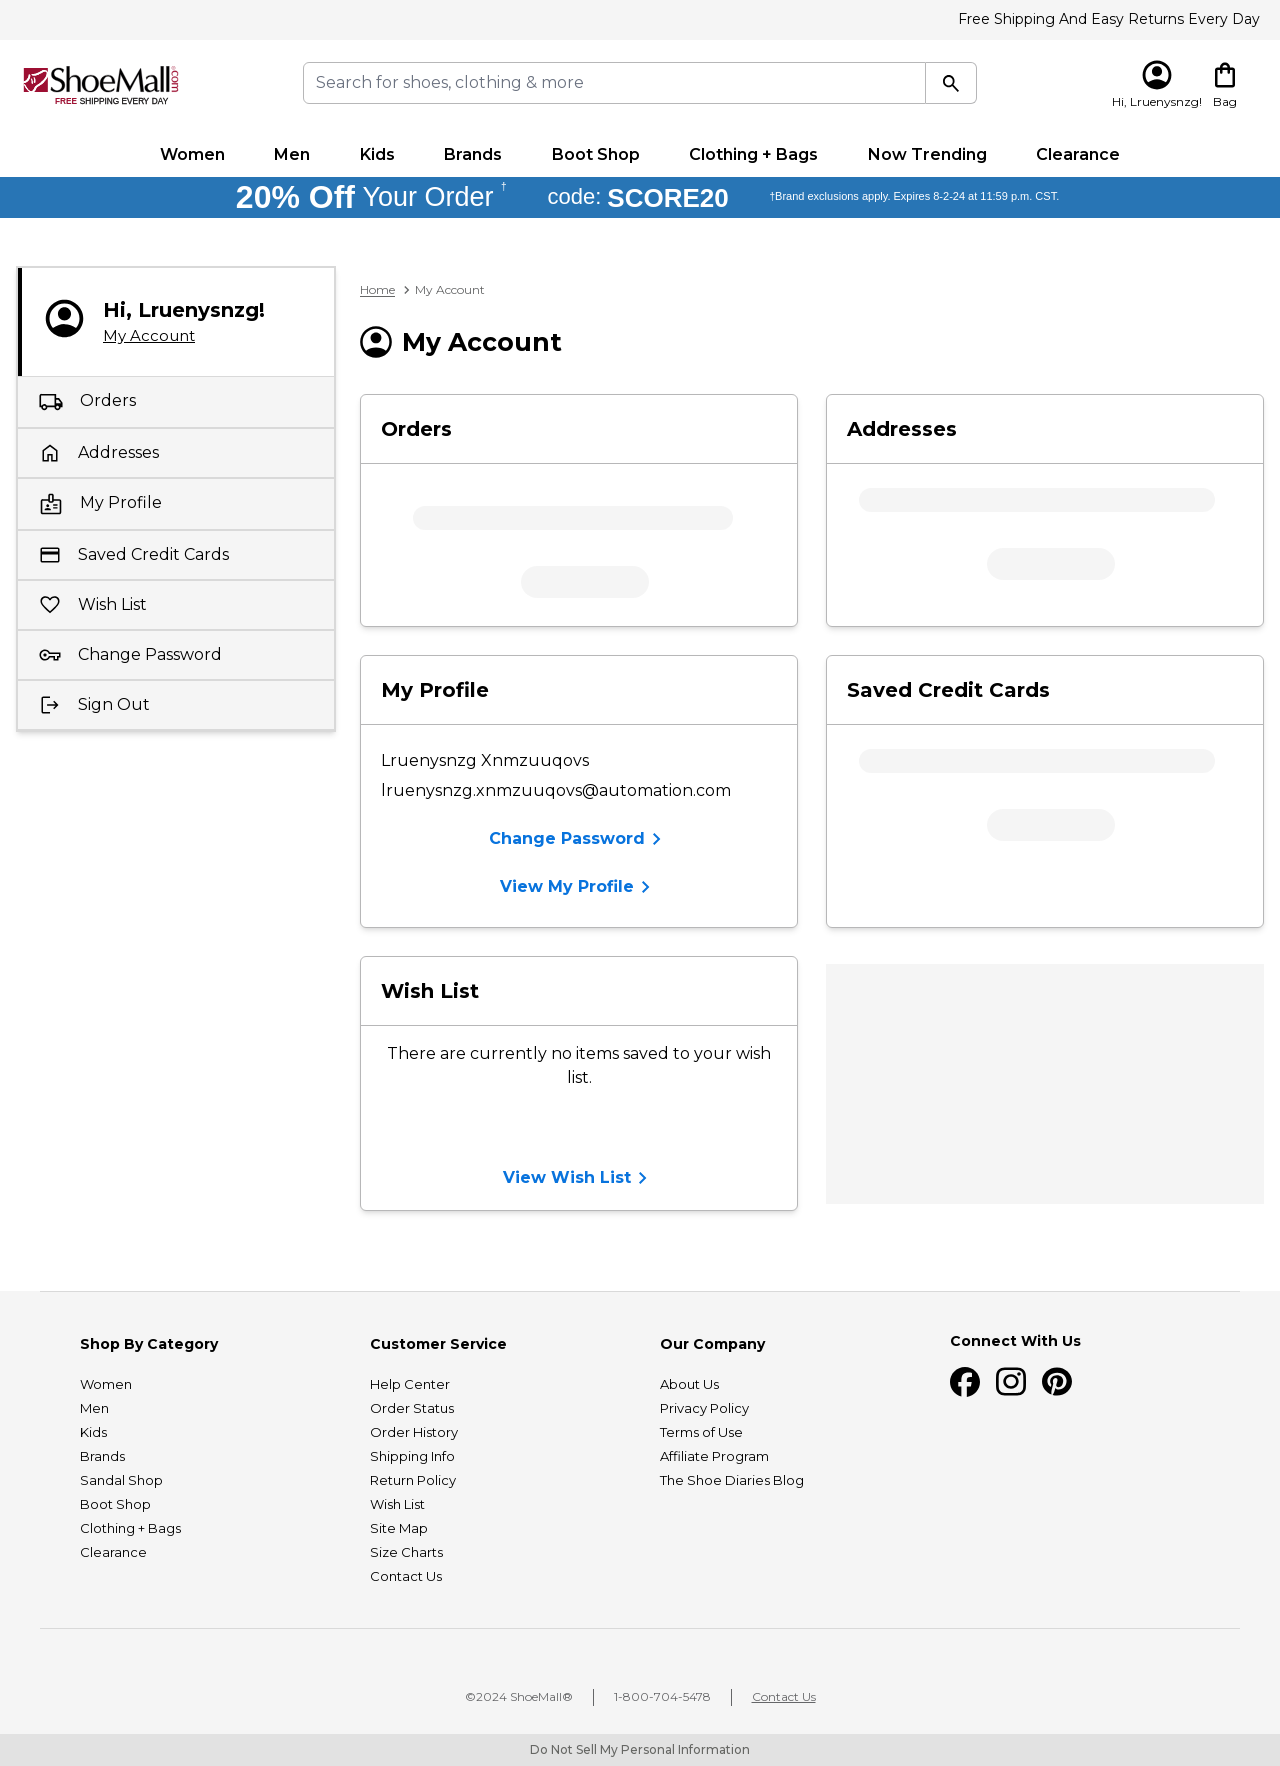 Free Shipping And Easy Returns Every Day
ShoeMall.com®
FREE SHIPPING EVERY DAY
Search for shoes, clothing & more
Hi, Lruenysnzg!
Bag
Women
Men
Kids
Brands
Boot Shop
Clothing + Bags
Now Trending
Clearance
20% Off Your Order †
code: SCORE20
†Brand exclusions apply. Expires 8-2-24 at 11:59 p.m. CST.
Hi, Lruenysnzg!
My Account
Orders
Addresses
My Profile
Saved Credit Cards
Wish List
Change Password
Sign Out
Home
My Account
My Account
Orders
Addresses
My Profile
Lruenysnzg Xnmzuuqovs
lruenysnzg.xnmzuuqovs@automation.com
Change Password
View My Profile
Saved Credit Cards
Wish List
There are currently no items saved to your wish
list.
View Wish List
Shop By Category
Women
Men
Kids
Brands
Sandal Shop
Boot Shop
Clothing + Bags
Clearance
Customer Service
Help Center
Order Status
Order History
Shipping Info
Return Policy
Wish List
Site Map
Size Charts
Contact Us
Our Company
About Us
Privacy Policy
Terms of Use
Affiliate Program
The Shoe Diaries Blog
Connect With Us
©2024 ShoeMall®
1-800-704-5478
Contact Us
Do Not Sell My Personal Information